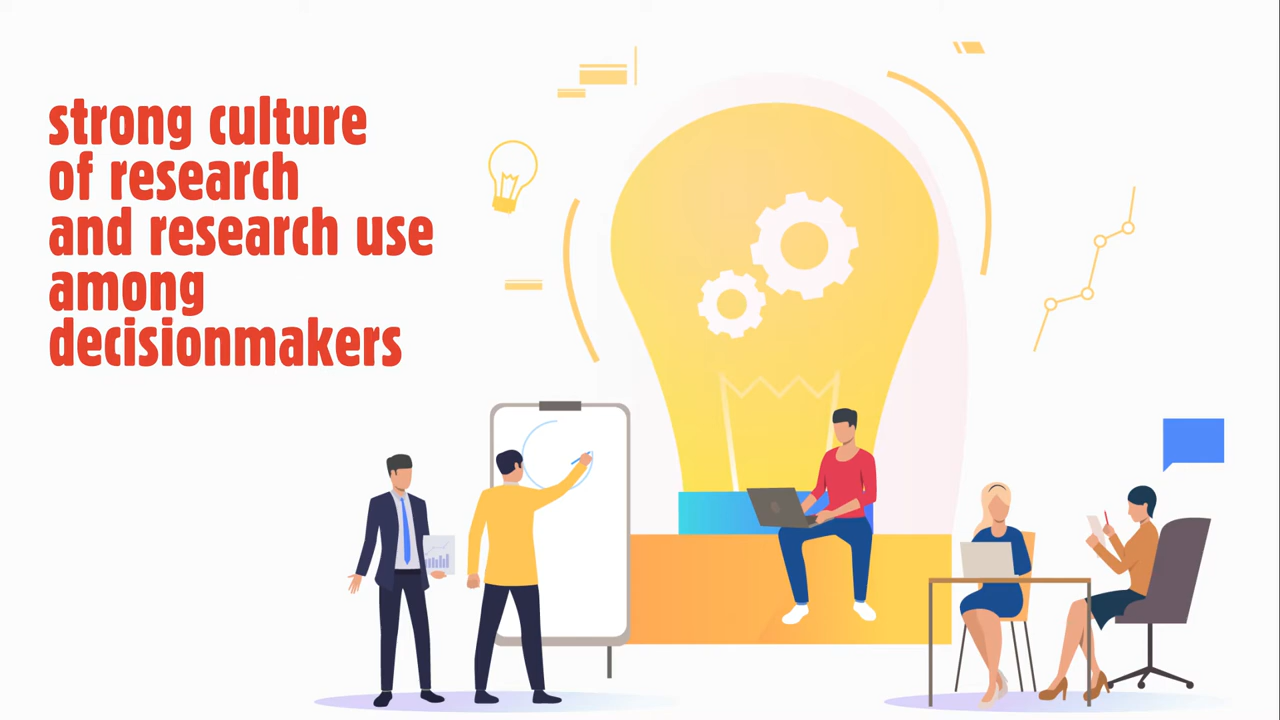 strong culture
of research
and research use
among
decisionmakers